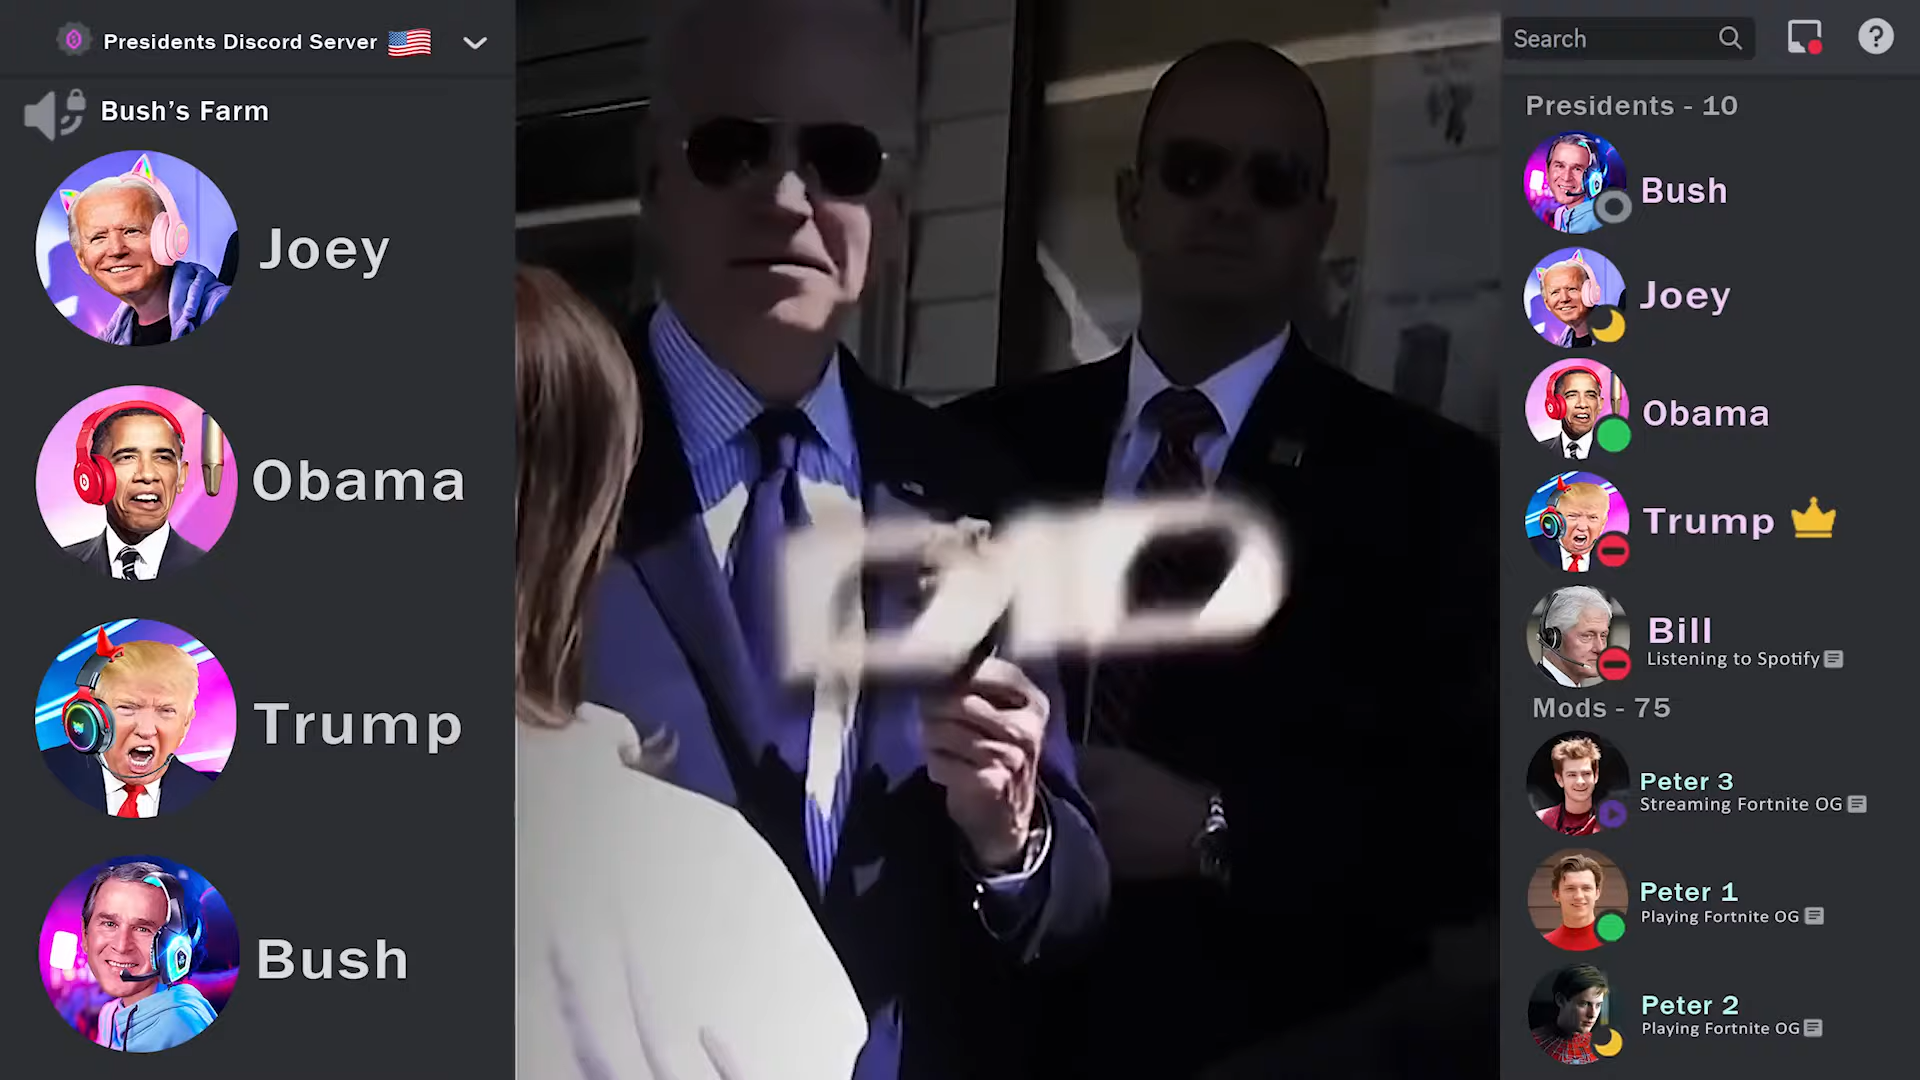 Presidents Discord Server
Bush's Farm
Joey
Obama
Trump
Bush
DID
Search
?
Presidents - 10
Bush
Joey
Obama
Trump
Bill
Listening to Spotify
Mods - 75
Peter 3
Streaming Fortnite OG
Peter 1
Playing Fortnite OG
Peter 2
Playing Fortnite OG